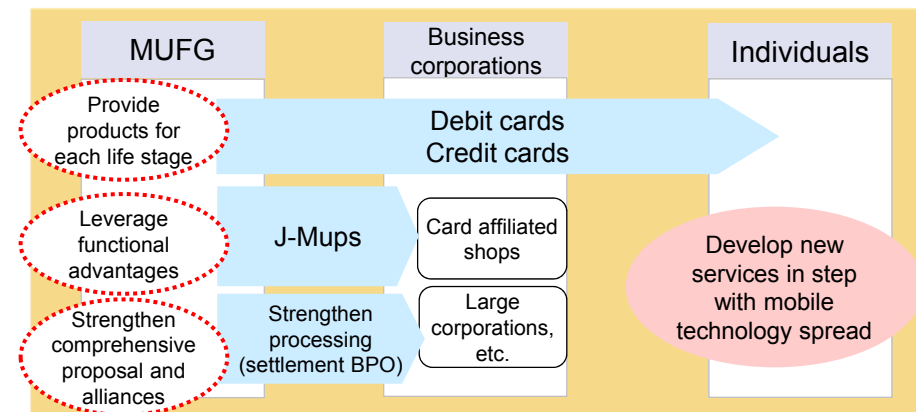 MUFG
Business
corporations
Individuals
Provide
products for
each life stage
Debit cards
Credit cards
Leverage
functional
advantages
J-Mups
Card affiliated
shops
Develop new
services in step
with mobile
technology spread
Strengthen
comprehensive
proposal and
alliances
Strengthen
processing
(settlement BPO)
Large
corporations,
etc.